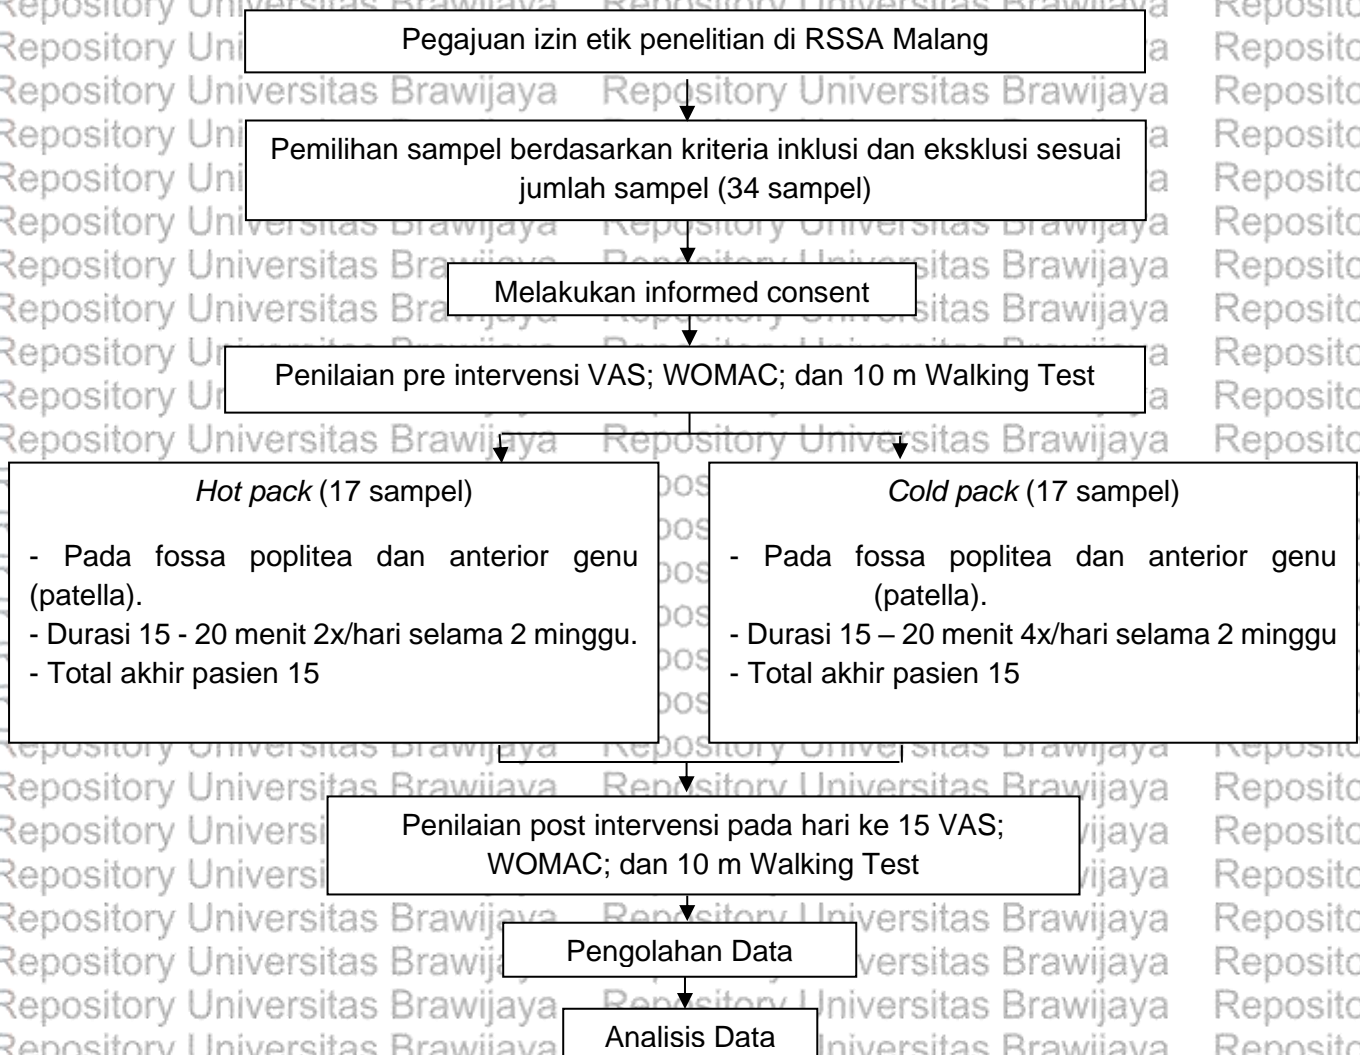 Pegajuan izin etik penelitian di RSSA Malang
Pemilihan sampel berdasarkan kriteria inklusi dan eksklusi sesuai
jumlah sampel (34 sampel)
Melakukan informed consent
Penilaian pre intervensi VAS; WOMAC; dan 10 m Walking Test
Hot pack (17 sampel)
- Pada fossa poplitea dan anterior genu
(patella).
- Durasi 15 - 20 menit 2x/hari selama 2 minggu.
- Total akhir pasien 15
Cold pack (17 sampel)
- Pada fossa poplitea dan anterior genu
(patella).
- Durasi 15 – 20 menit 4x/hari selama 2 minggu
- Total akhir pasien 15
Penilaian post intervensi pada hari ke 15 VAS;
WOMAC; dan 10 m Walking Test
Pengolahan Data
Analisis Data
Repository Universitas Brawijaya